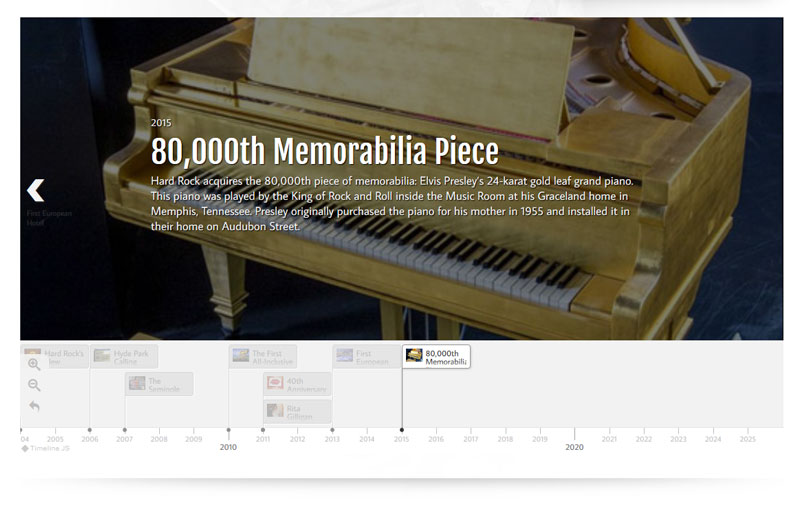 2015
80,000th Memorabilia Piece
Hard Rock acquires the 80,000th piece of memorabilia: Elvis Presley's 24-karat gold leaf grand piano.
This piano was played by the King of Rock and Roll inside the Music Room at his Graceland home in
Memphis, Tennessee. Presley originally purchased the piano for his mother in 1955 and installed it in
their home on Audubon Street.
First European
Hotel
Hard Rock's
Hyde Park
Calling
The First
All-Inclusive
First
European
80,000th
Memorabilia
The
Seminole
40th
Anniversary
Rita
Gilligan
04 2005 2006 2007 2008 2009 2010 2011 2012 2013 2014 2015 2016 2017 2018 2019 2020 2021 2022 2023 2024 2025
Timeline JS